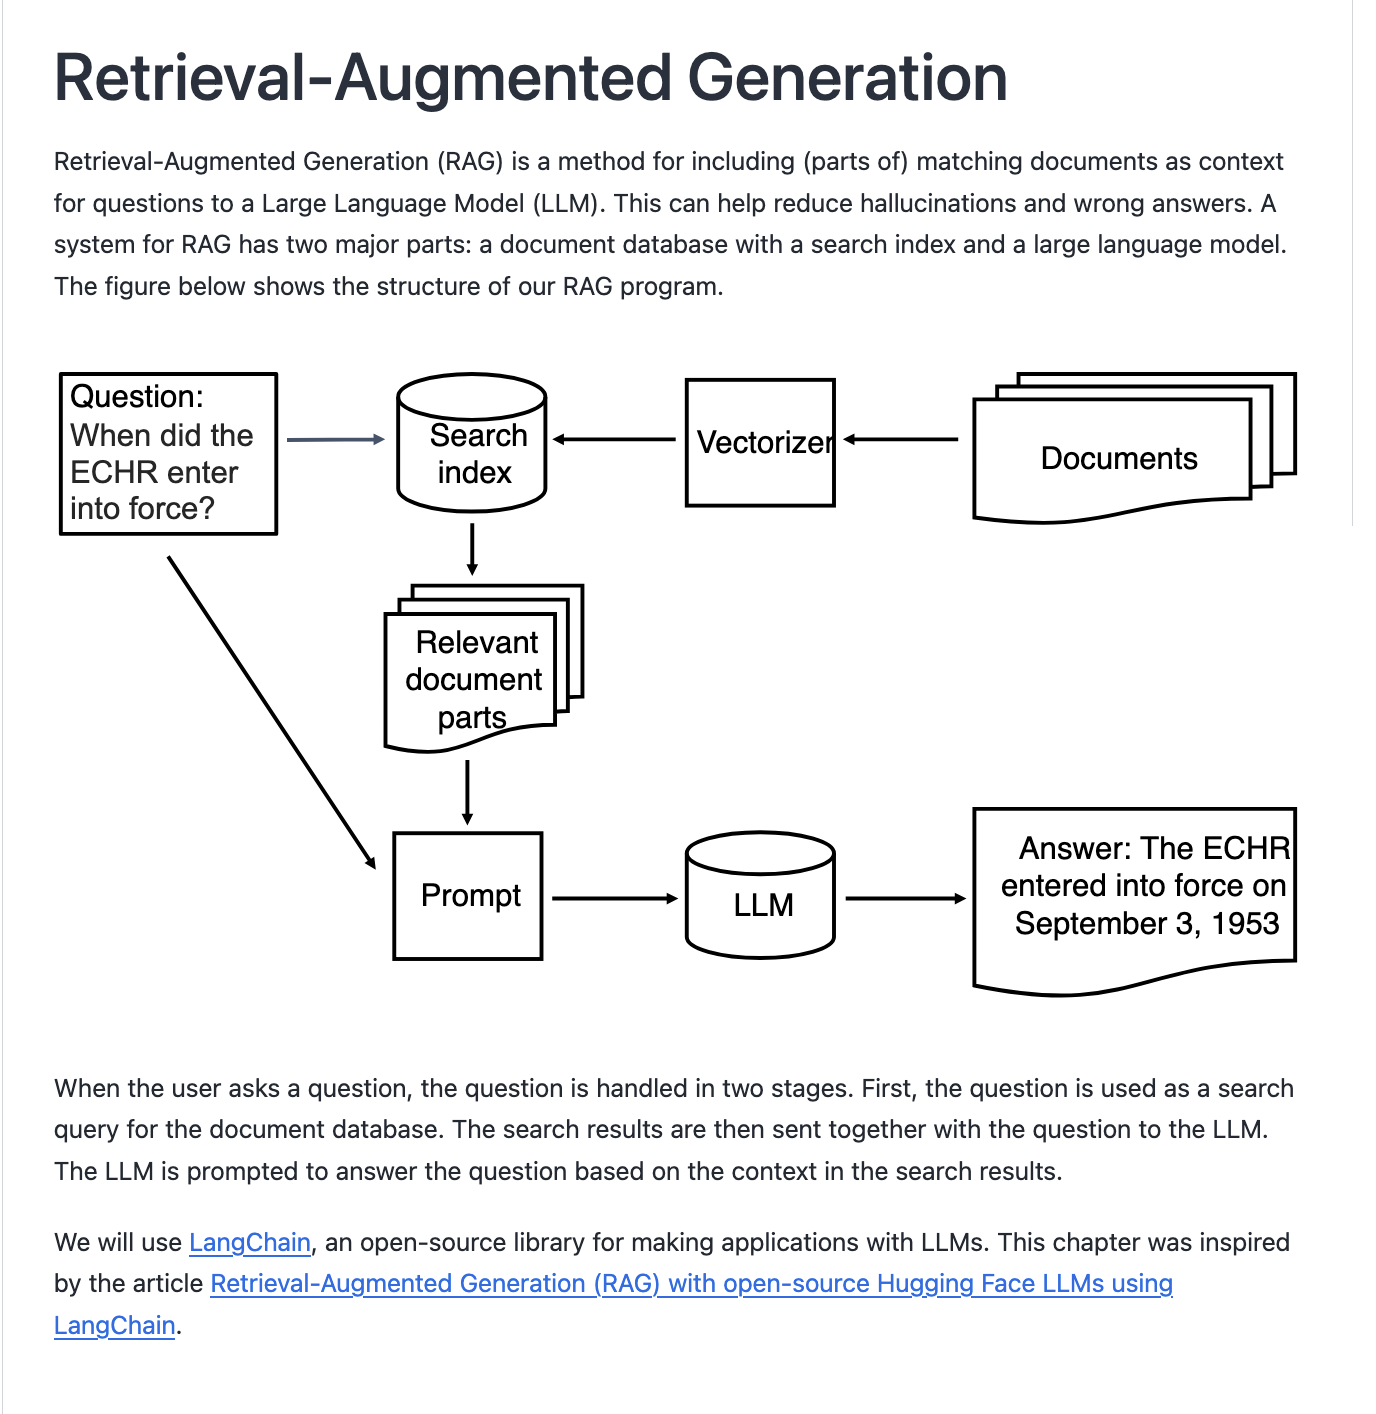 Retrieval-Augmented Generation
Retrieval-Augmented Generation (RAG) is a method for including (parts of) matching documents as context
for questions to a Large Language Model (LLM). This can help reduce hallucinations and wrong answers. A
system for RAG has two major parts: a document database with a search index and a large language model.
The figure below shows the structure of our RAG program.
Question:
When did the
ECHR enter
into force?
Search
index
Vectorizer
Documents
Relevant
document
parts
Prompt
LLM
Answer: The ECHR
entered into force on
September 3, 1953
When the user asks a question, the question is handled in two stages. First, the question is used as a search
query for the document database. The search results are then sent together with the question to the LLM.
The LLM is prompted to answer the question based on the context in the search results.
We will use LangChain, an open-source library for making applications with LLMs. This chapter was inspired
by the article Retrieval-Augmented Generation (RAG) with open-source Hugging Face LLMs using
LangChain.